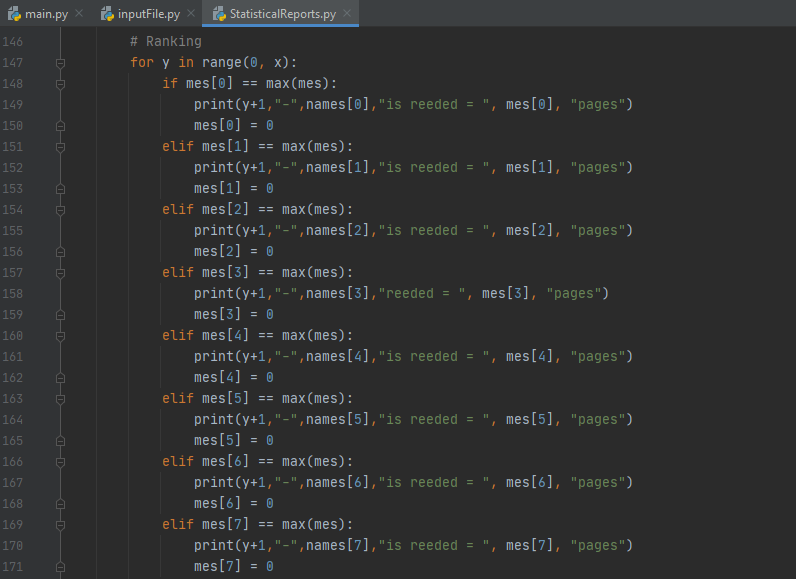 main.py inputFile.py StatisticalReports.py
146 # Ranking
147 for y in range(0, x):
148 if mes[0] == max(mes):
149 print(y+1,"-",names[0],"is reeded = ", mes[0], "pages")
150 mes[0] = 0
151 elif mes[1] == max(mes):
152 print(y+1,"-",names[1],"is reeded = ", mes[1], "pages")
153 mes[1] = 0
154 elif mes[2] == max(mes):
155 print(y+1,"-",names[2],"is reeded = ", mes[2], "pages")
156 mes[2] = 0
157 elif mes[3] == max(mes):
158 print(y+1,"-",names[3],"reeded = ", mes[3], "pages")
159 mes[3] = 0
160 elif mes[4] == max(mes):
161 print(y+1,"-",names[4],"is reeded = ", mes[4], "pages")
162 mes[4] = 0
163 elif mes[5] == max(mes):
164 print(y+1,"-",names[5],"is reeded = ", mes[5], "pages")
165 mes[5] = 0
166 elif mes[6] == max(mes):
167 print(y+1,"-",names[6],"is reeded = ", mes[6], "pages")
168 mes[6] = 0
169 elif mes[7] == max(mes):
170 print(y+1,"-",names[7],"is reeded = ", mes[7], "pages")
171 mes[7] = 0